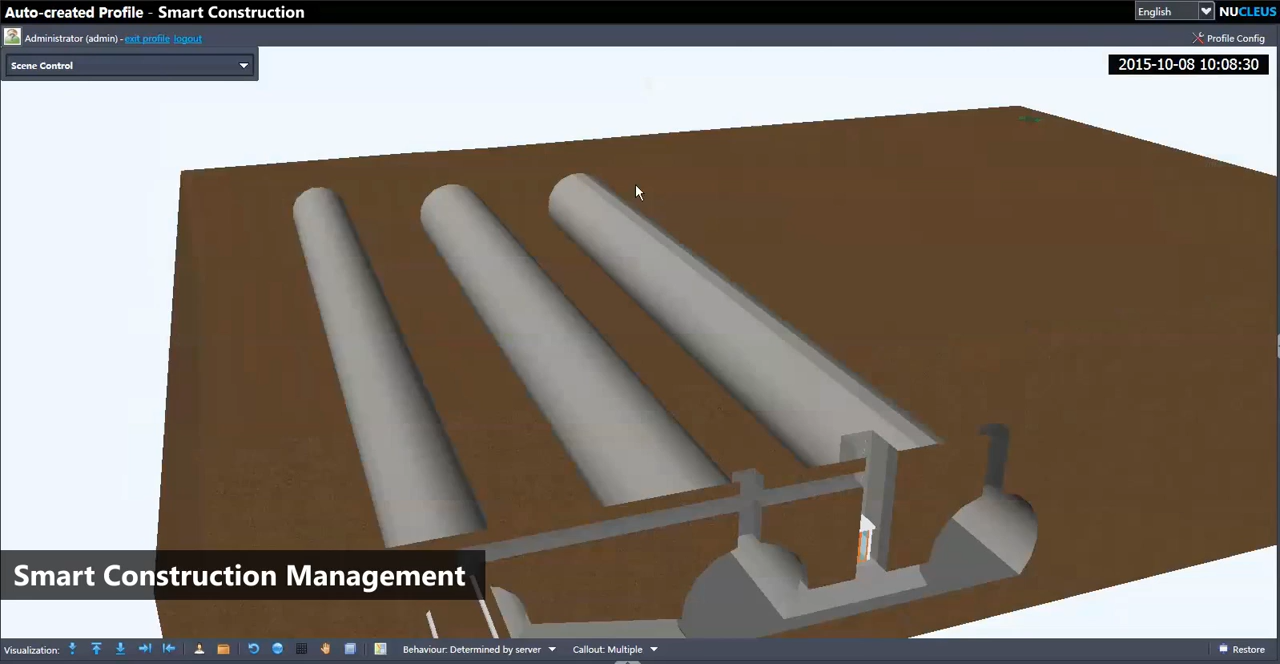 Auto-created Profile - Smart Construction
English
NUCLEUS
Administrator (admin) - exit profile logout
Profile Config
Scene Control
2015-10-08 10:08:30
Smart Construction Management
Visualization:
Behaviour: Determined by server
Callout: Multiple
Restore